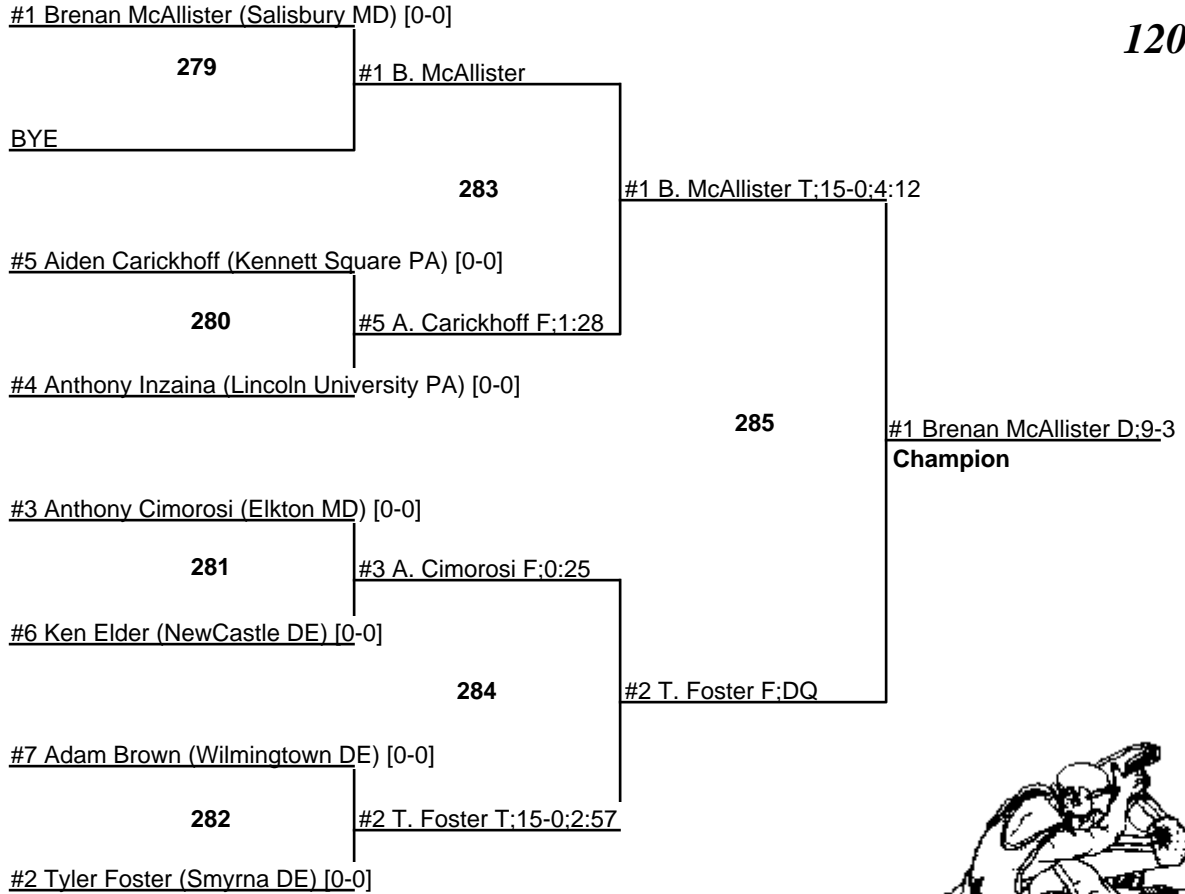 #1 Brenan McAllister (Salisbury MD) [0-0]
120
279
#1 B. McAllister
BYE
283
#1 B. McAllister T;15-0;4:12
#5 Aiden Carickhoff (Kennett Square PA) [0-0]
280
#5 A. Carickhoff F;1:28
#4 Anthony Inzaina (Lincoln University PA) [0-0]
285
#1 Brenan McAllister D;9-3
Champion
#3 Anthony Cimorosi (Elkton MD) [0-0]
281
#3 A. Cimorosi F;0:25
#6 Ken Elder (NewCastle DE) [0-0]
284
#2 T. Foster F;DQ
#7 Adam Brown (Wilmingtown DE) [0-0]
282
#2 T. Foster T;15-0;2:57
#2 Tyler Foster (Smyrna DE) [0-0]